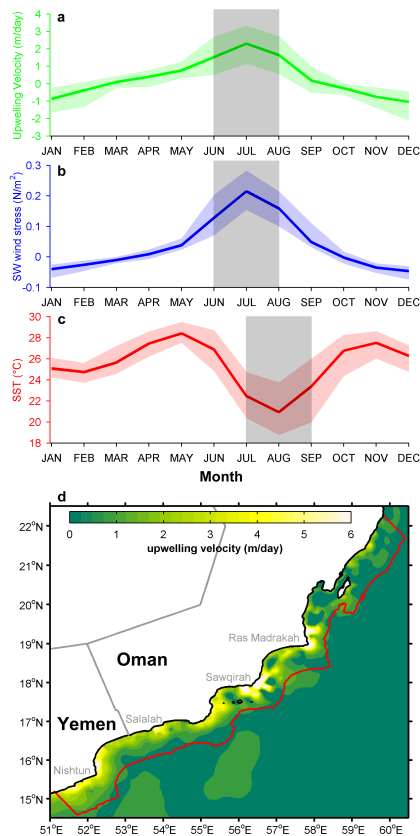 a
Upwelling Velocity (m/day)
4
3
2
1
0
-1
-2
-3
JAN FEB MAR APR MAY JUN JUL AUG SEP OCT NOV DEC
b
SW wind stress (N/m²)
0.3
0.2
0.1
0
-0.1
JAN FEB MAR APR MAY JUN JUL AUG SEP OCT NOV DEC
c
SST (°C)
30
28
26
24
22
20
18
JAN FEB MAR APR MAY JUN JUL AUG SEP OCT NOV DEC
Month
d
0 1 2 3 4 5 6
upwelling velocity (m/day)
22°N
21°N
20°N
19°N
18°N
17°N
16°N
15°N
Ras Madrakah
Oman
Sawqirah
Salalah
Yemen
Nishtun
51°E 52°E 53°E 54°E 55°E 56°E 57°E 58°E 59°E 60°E